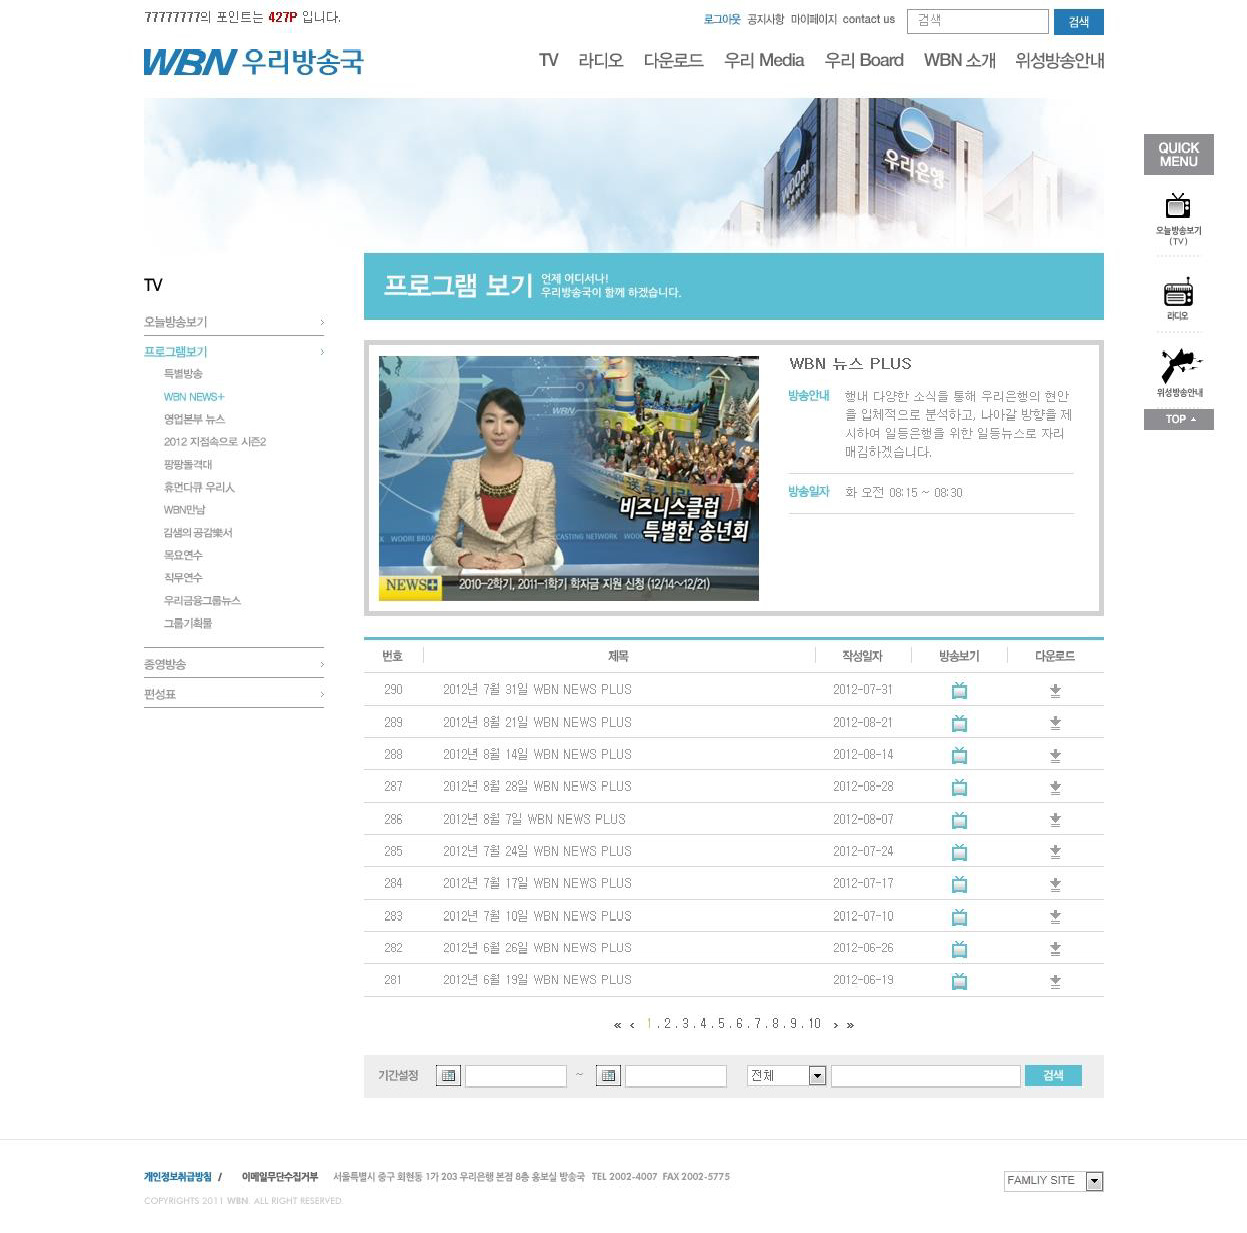 77777777의 포인트는 427P 입니다.
로그아웃 공지사항 마이페이지 contact us 검색 검색
WBN 우리방송국
TV 라디오 다운로드 우리 Media 우리 Board WBN 소개 위성방송안내
WOORI
우리은행
QUICK MENU
오늘방송보기
(TV)
라디오
위성방송안내
TOP
프로그램 보기 언제 어디서나!
우리방송국이 함께 하겠습니다.
TV
오늘방송보기
프로그램보기
특별방송
WBN NEWS+
영업본부 뉴스
2012 지점속으로 시즌2
팡팡돌격대
휴먼다큐 우리人
WBN만남
김샘의 공감樂서
목요연수
직무연수
우리금융그룹뉴스
그룹기획물
종영방송
편성표
WBN
비즈니스클럽
특별한 송년회
NEWS+ 2010-2학기, 2011-1학기 학자금 지원 신청 (12/14~12/21)
WBN 뉴스 PLUS
방송안내 행내 다양한 소식을 통해 우리은행의 현안
을 입체적으로 분석하고, 나아갈 방향을 제
시하여 일등은행을 위한 일등뉴스로 자리
매김하겠습니다.
방송일자 화 오전 08:15 ~ 08:30
번호 제목 작성일자 방송보기 다운로드
290 2012년 7월 31일 WBN NEWS PLUS 2012-07-31
289 2012년 8월 21일 WBN NEWS PLUS 2012-08-21
288 2012년 8월 14일 WBN NEWS PLUS 2012-08-14
287 2012년 8월 28일 WBN NEWS PLUS 2012-08-28
286 2012년 8월 7일 WBN NEWS PLUS 2012-08-07
285 2012년 7월 24일 WBN NEWS PLUS 2012-07-24
284 2012년 7월 17일 WBN NEWS PLUS 2012-07-17
283 2012년 7월 10일 WBN NEWS PLUS 2012-07-10
282 2012년 6월 26일 WBN NEWS PLUS 2012-06-26
281 2012년 6월 19일 WBN NEWS PLUS 2012-06-19
« ‹ 1 . 2 . 3 . 4 . 5 . 6 . 7 . 8 . 9 . 10 › »
기간설정 ~ 전체 검색
개인정보취급방침 / 이메일무단수집거부 서울특별시 중구 회현동 1가 203 우리은행 본점 8층 홍보실 방송국 TEL 2002-4007 FAX 2002-5775
FAMLIY SITE
COPYRIGHTS 2011 WBN. ALL RIGHT RESERVED.